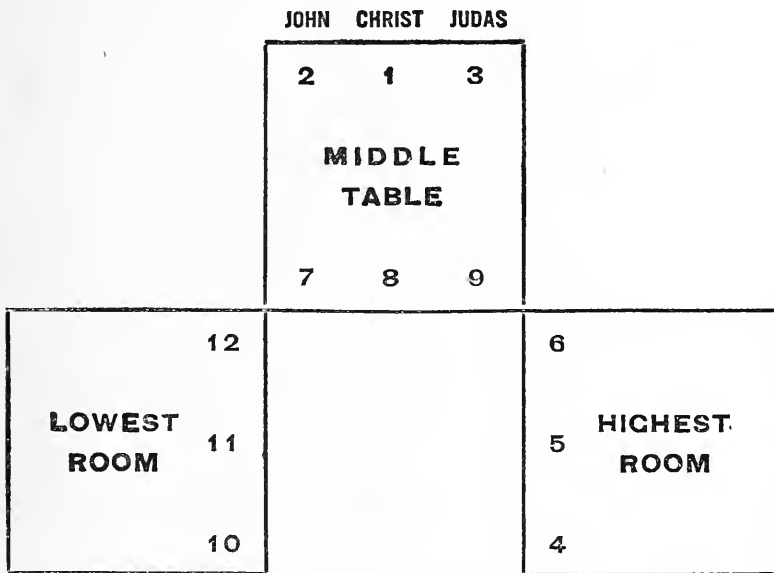 JOHN CHRIST JUDAS
2 1 3
MIDDLE
TABLE
7 8 9
12 6
LOWEST
ROOM
11 5
HIGHEST
ROOM
10 4